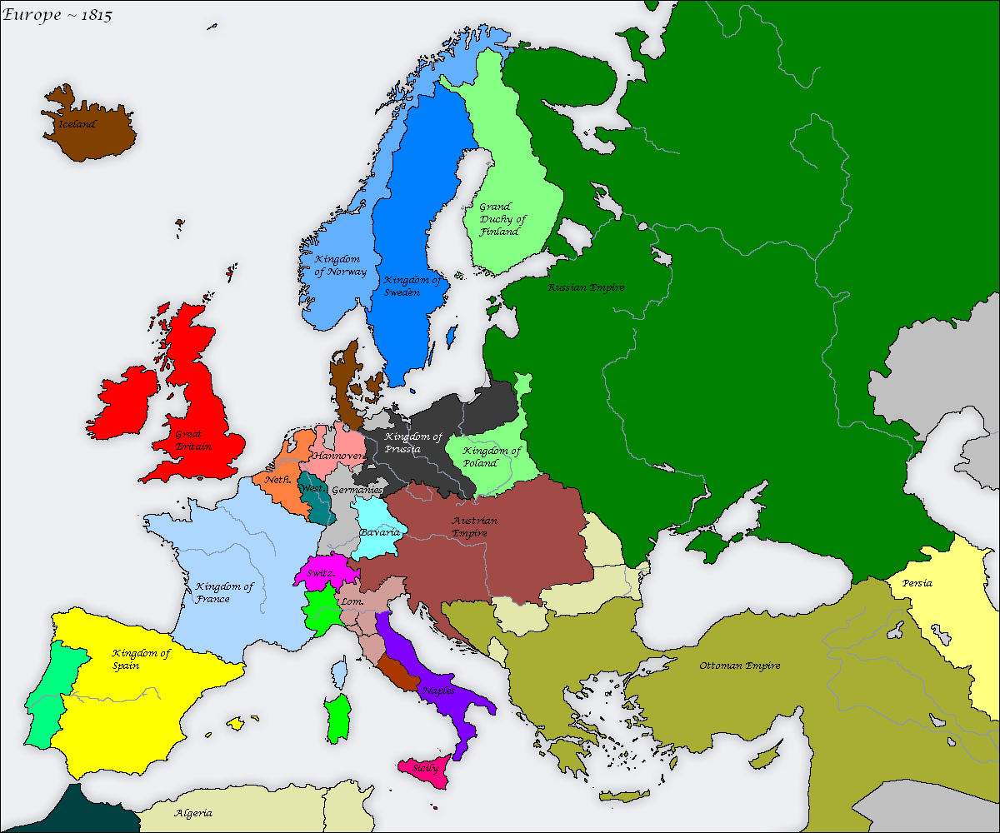 Europe ~ 1815
Iceland
Grand
Duchy of
Finland
Kingdom
of Norway
Kingdom of
Sweden
Russian Empire
Great
Britain
Kingdom of
Prussia
Kingdom of
Poland
Hannover
Neth.
West.
Germanies
Bavaria
Austrian
Empire
Switz.
Kingdom of
France
Lom.
Persia
Kingdom of
Spain
Ottoman Empire
Naples
Sicily
Algeria